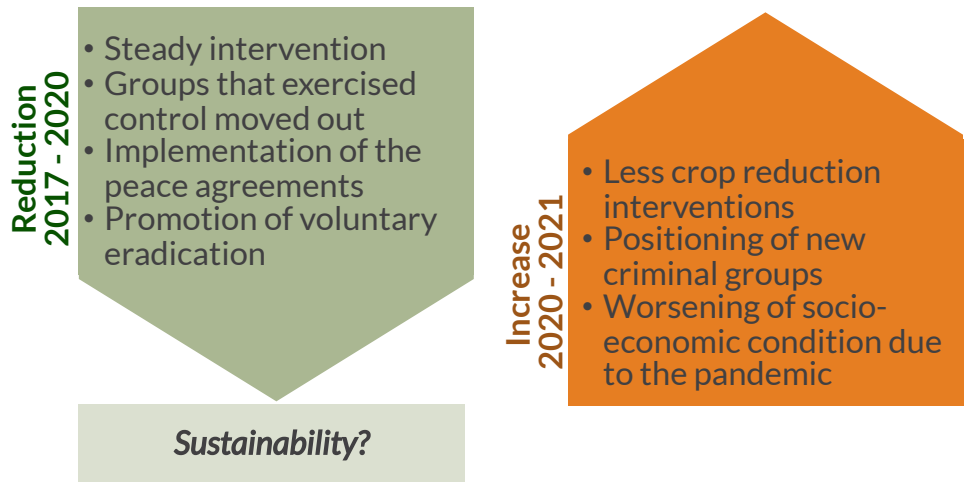 Reduction
2017 - 2020
• Steady intervention
• Groups that exercised
control moved out
• Implementation of the
peace agreements
• Promotion of voluntary
eradication
Sustainability?
Increase
2020 - 2021
• Less crop reduction
interventions
• Positioning of new
criminal groups
• Worsening of socio-
economic condition due
to the pandemic